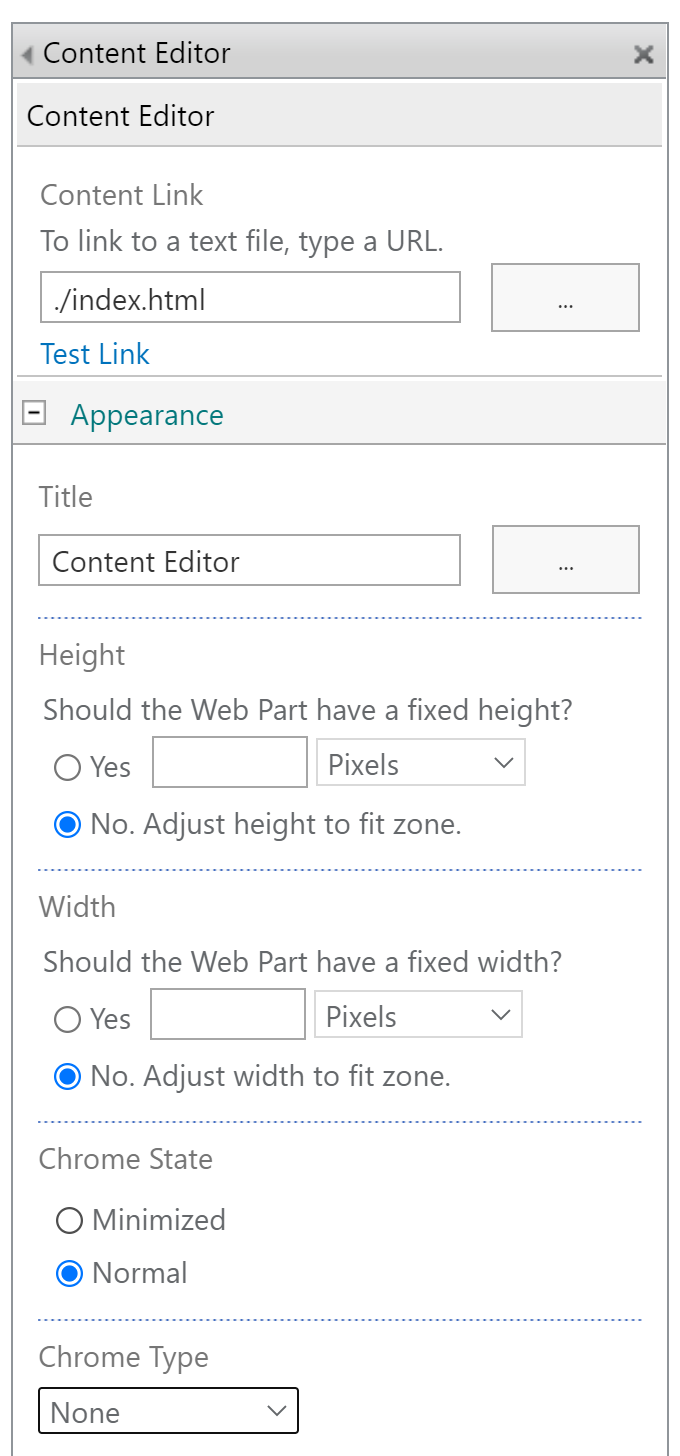 Content Editor
Content Editor
Content Link
To link to a text file, type a URL.
./index.html ...
Test Link
Appearance
Title
Content Editor ...
Height
Should the Web Part have a fixed height?
Yes Pixels
No. Adjust height to fit zone.
Width
Should the Web Part have a fixed width?
Yes Pixels
No. Adjust width to fit zone.
Chrome State
Minimized
Normal
Chrome Type
None